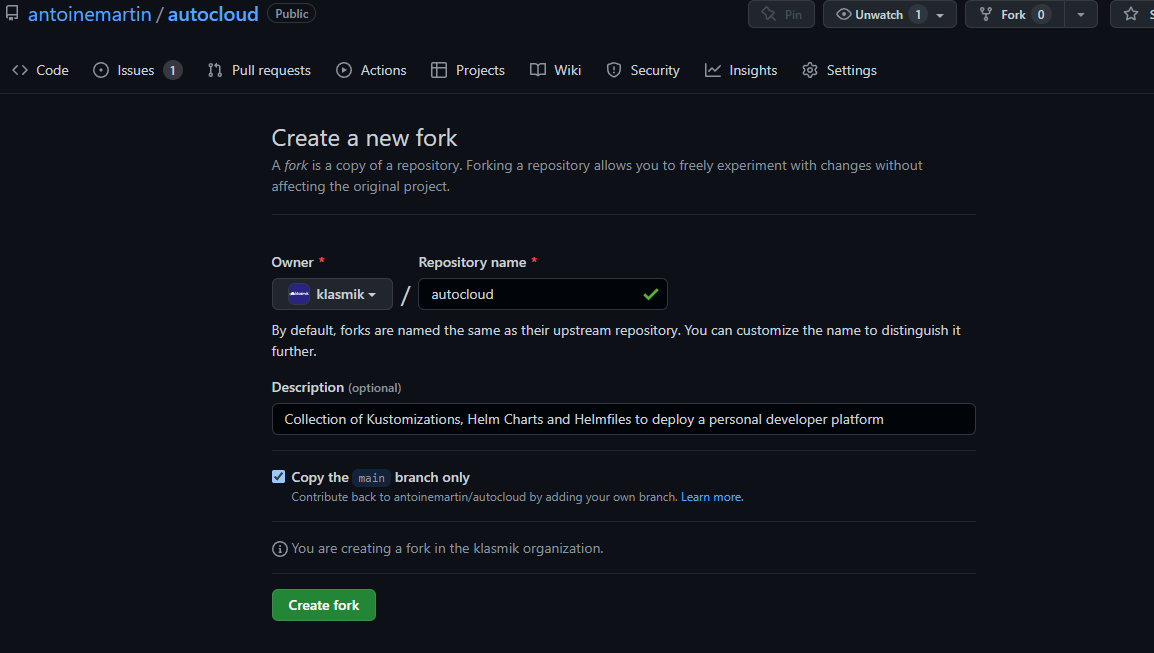 antoinemartin / autocloud Public Pin Unwatch 1 Fork 0
Code Issues 1 Pull requests Actions Projects Wiki Security Insights Settings
Create a new fork
A fork is a copy of a repository. Forking a repository allows you to freely experiment with changes without
affecting the original project.
Owner * Repository name *
klasmik / autocloud
By default, forks are named the same as their upstream repository. You can customize the name to distinguish it
further.
Description (optional)
Collection of Kustomizations, Helm Charts and Helmfiles to deploy a personal developer platform
Copy the main branch only
Contribute back to antoinemartin/autocloud by adding your own branch. Learn more.
You are creating a fork in the klasmik organization.
Create fork